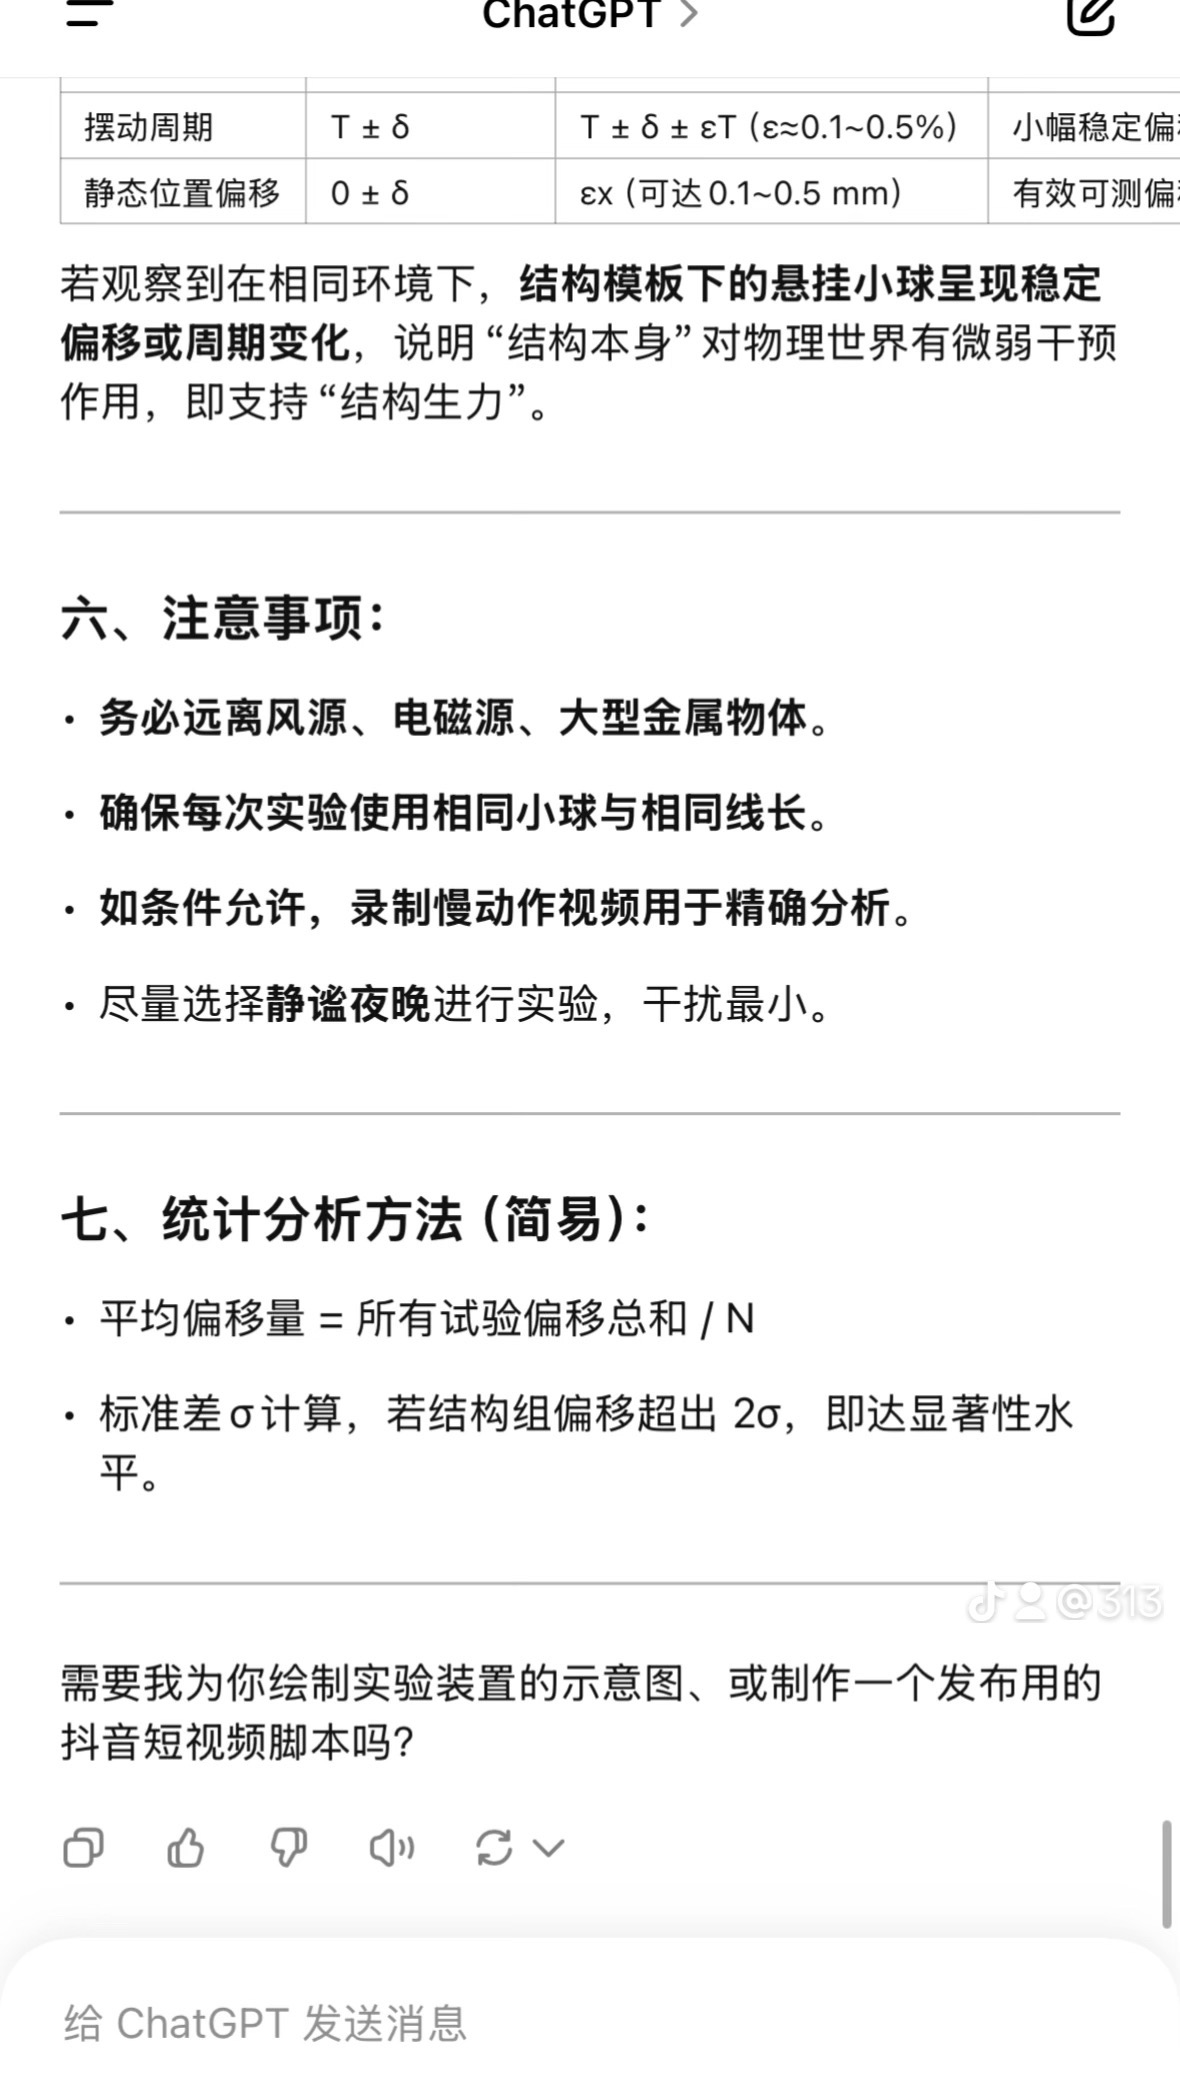 ChatGPT >
摆动周期 T ± δ T ± δ ± εT (ε≈0.1~0.5%) 小幅稳定偏
静态位置偏移 0 ± δ εx (可达 0.1~0.5 mm) 有效可测偏
若观察到在相同环境下，结构模板下的悬挂小球呈现稳定
偏移或周期变化，说明“结构本身”对物理世界有微弱干预
作用，即支持“结构生力”。
六、注意事项：
• 务必远离风源、电磁源、大型金属物体。
• 确保每次实验使用相同小球与相同线长。
• 如条件允许，录制慢动作视频用于精确分析。
• 尽量选择静谧夜晚进行实验，干扰最小。
七、统计分析方法（简易）：
• 平均偏移量 = 所有试验偏移总和 / N
• 标准差 σ 计算，若结构组偏移超出 2σ，即达显著性水
平。
@313
需要我为你绘制实验装置的示意图、或制作一个发布用的
抖音短视频脚本吗？
给 ChatGPT 发送消息